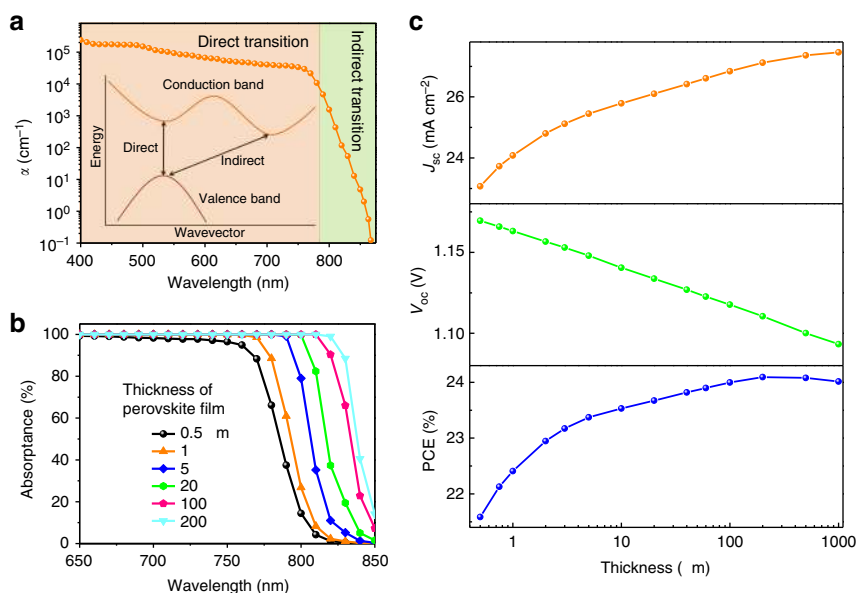 a
Direct transition
Indirect transition
Conduction band
Direct
Indirect
Valence band
Energy
Wavevector
α (cm⁻¹)
10⁵
10⁴
10³
10²
10¹
10⁰
10⁻¹
400 500 600 700 800
Wavelength (nm)
b
Absorptance (%)
100
80
60
40
20
0
Thickness of
perovskite film
0.5 m
1
5
20
100
200
650 700 750 800 850
Wavelength (nm)
c
Jsc (mA cm⁻²)
26
24
Voc (V)
1.15
1.10
PCE (%)
24
23
22
1 10 100 1000
Thickness ( m)